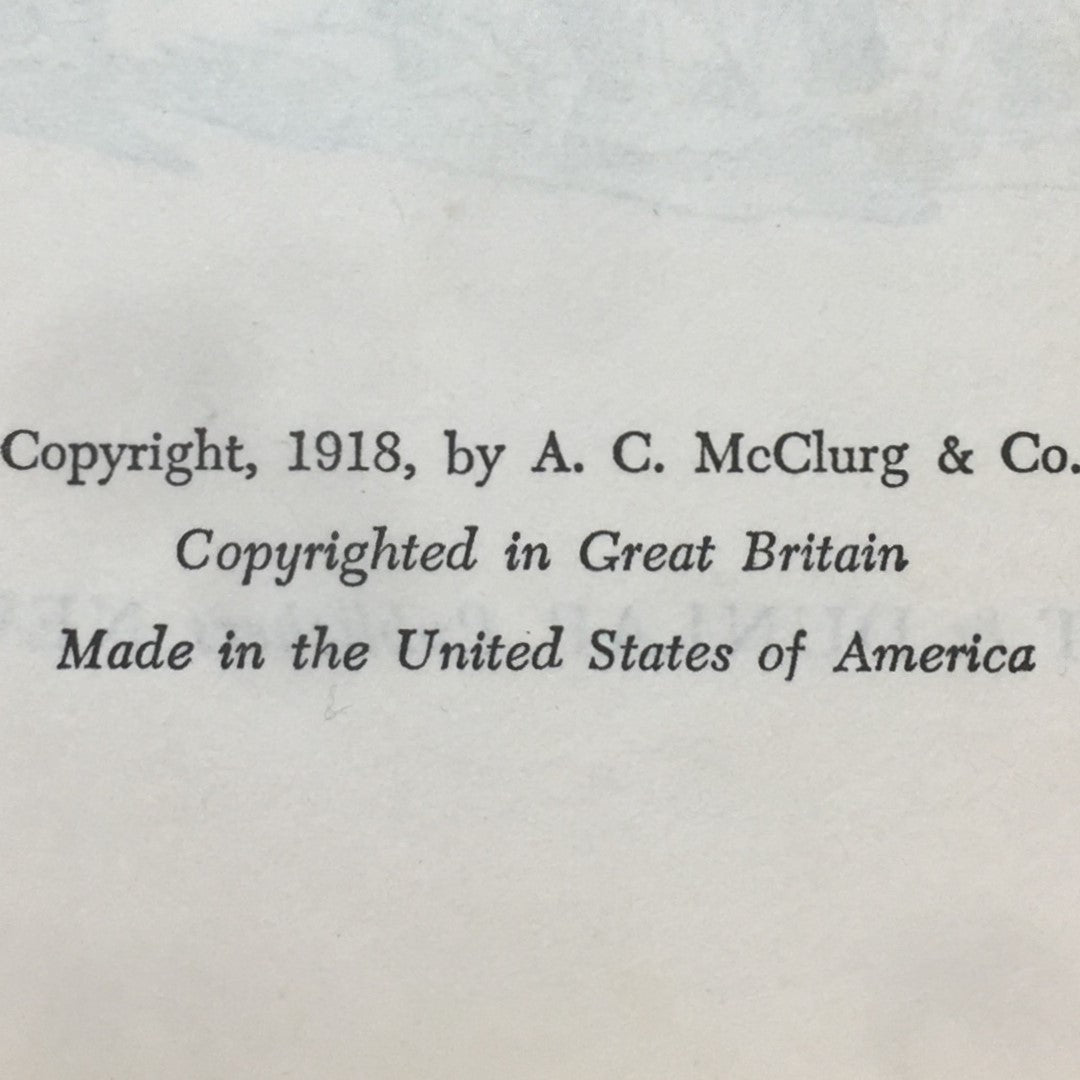 Copyright, 1918, by A. C. McClurg & Co.
Copyrighted in Great Britain
Made in the United States of America